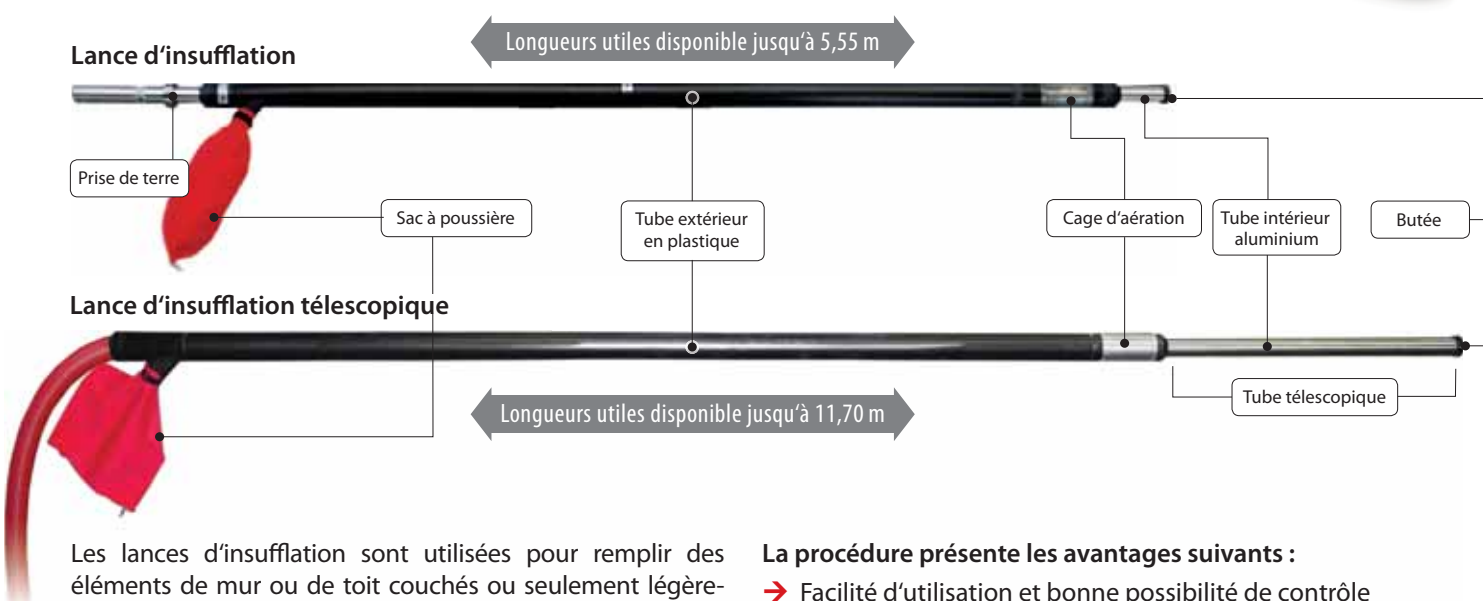 Lance d‘insufflation
Longueurs utiles disponible jusqu‘à 5,55 m
Prise de terre
Sac à poussière
Tube extérieur
en plastique
Cage d‘aération
Tube intérieur
aluminium
Butée
Lance d‘insufflation télescopique
Longueurs utiles disponible jusqu‘à 11,70 m
Tube télescopique
Les lances d‘insufflation sont utilisées pour remplir des
éléments de mur ou de toit couchés ou seulement légère-
La procédure présente les avantages suivants :
➔ Facilité d‘utilisation et bonne possibilité de contrôle